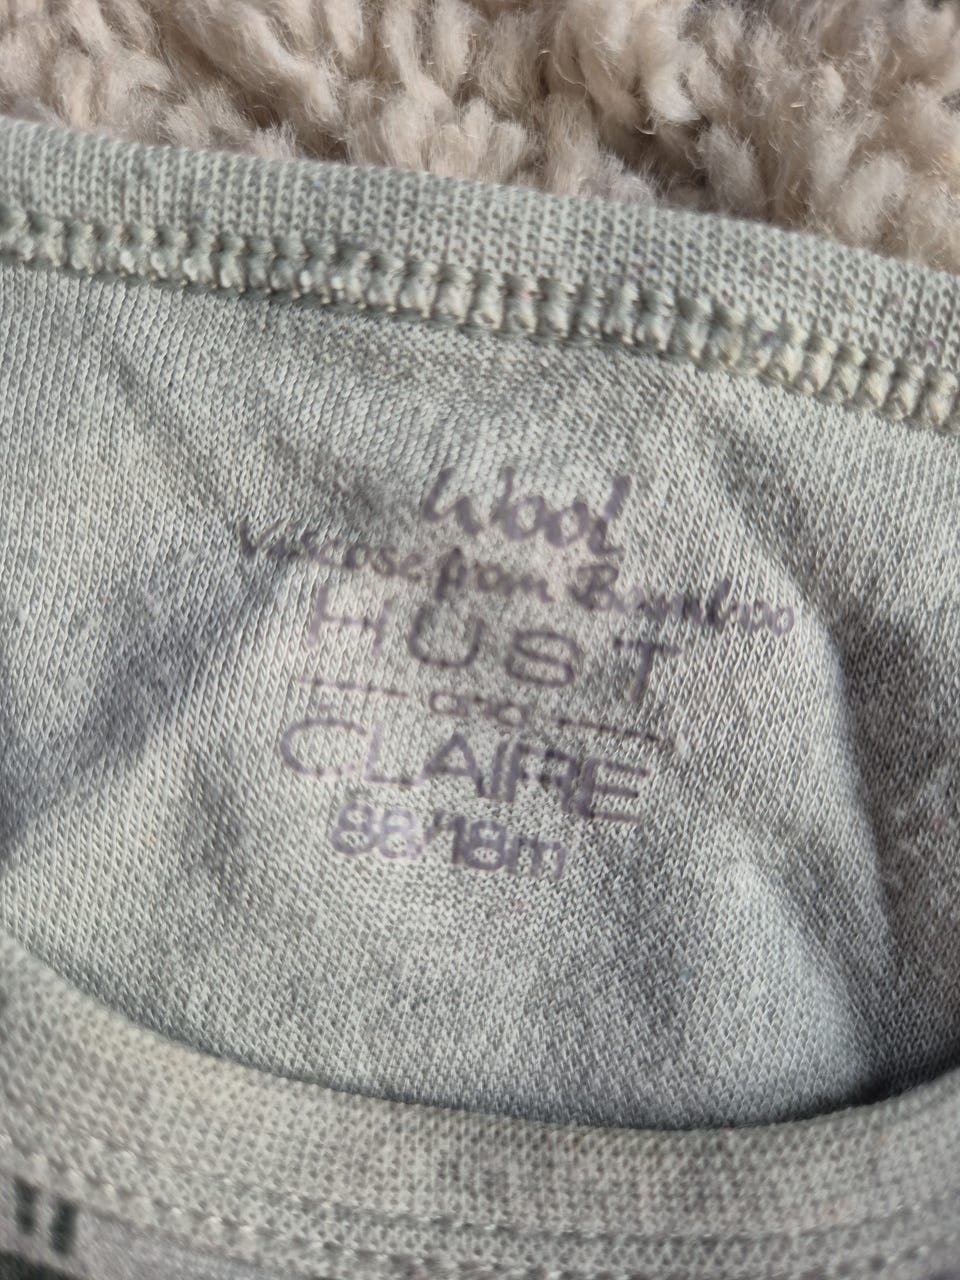 Wool
Viscose from Bamboo
HUST
and
CLAIRE
88/18m